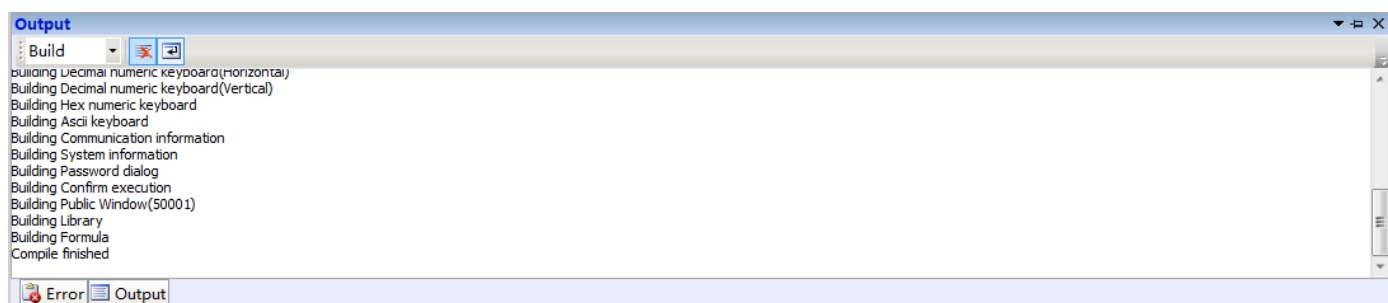 Output
Build
Building Decimal numeric keyboard(Horizontal)
Building Decimal numeric keyboard(Vertical)
Building Hex numeric keyboard
Building Ascii keyboard
Building Communication information
Building System information
Building Password dialog
Building Confirm execution
Building Public Window(50001)
Building Library
Building Formula
Compile finished
Error Output